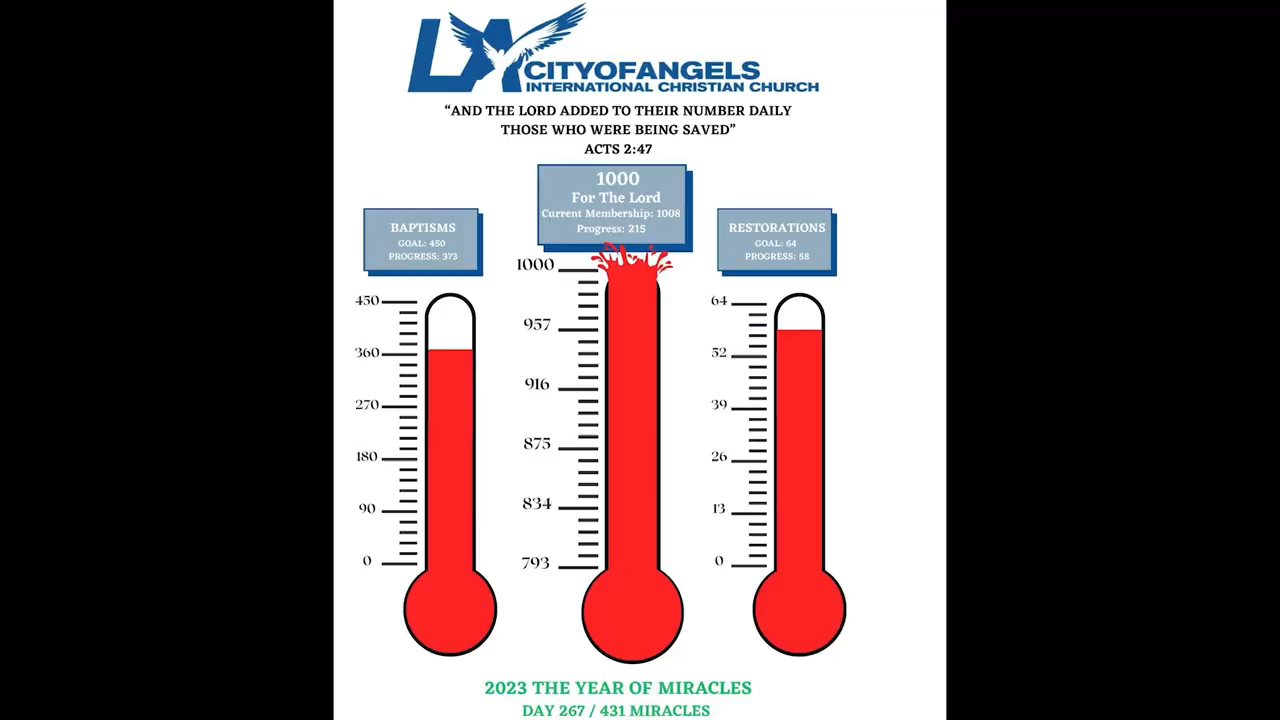 LA
CITYOFANGELS
INTERNATIONAL CHRISTIAN CHURCH
“AND THE LORD ADDED TO THEIR NUMBER DAILY
THOSE WHO WERE BEING SAVED”
ACTS 2:47
BAPTISMS
GOAL: 450
PROGRESS: 373
450
360
270
180
90
0
1000
For The Lord
Current Membership: 1008
Progress: 215
1000
957
916
875
834
793
RESTORATIONS
GOAL: 64
PROGRESS: 58
64
52
39
26
13
0
2023 THE YEAR OF MIRACLES
DAY 267 / 431 MIRACLES